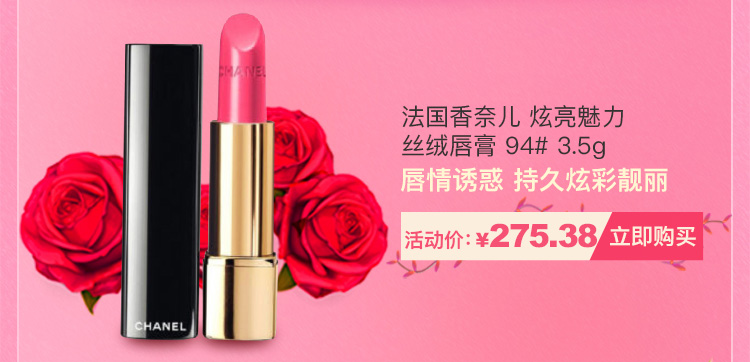 CHANEL
CHANEL
法国香奈儿 炫亮魅力
丝绒唇膏 94# 3.5g
唇情诱惑 持久炫彩靓丽
活动价：¥275.38 立即购买